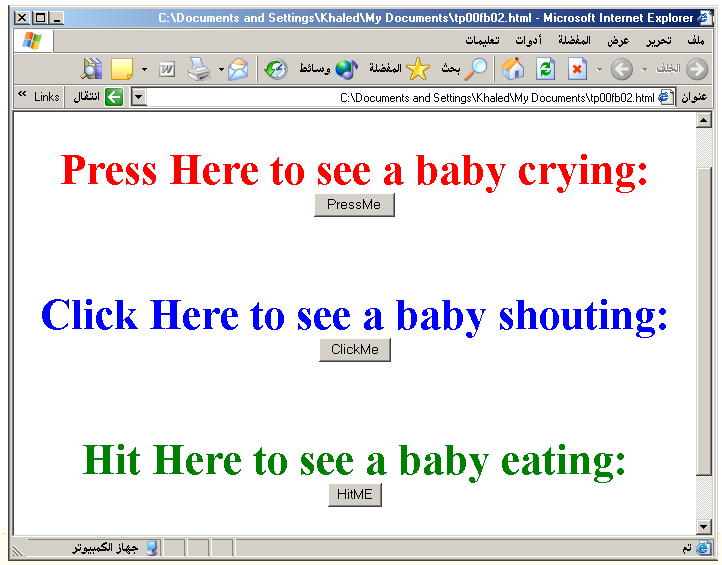 C:\Documents and Settings\Khaled\My Documents\tp00fb02.html - Microsoft Internet Explorer
ملف تحرير عرض المفضلة أدوات تعليمات
الخلف بحث المفضلة وسائط
عنوان C:\Documents and Settings\Khaled\My Documents\tp00fb02.html انتقال Links
Press Here to see a baby crying:
PressMe
Click Here to see a baby shouting:
ClickMe
Hit Here to see a baby eating:
HitME
تم جهاز الكمبيوتر